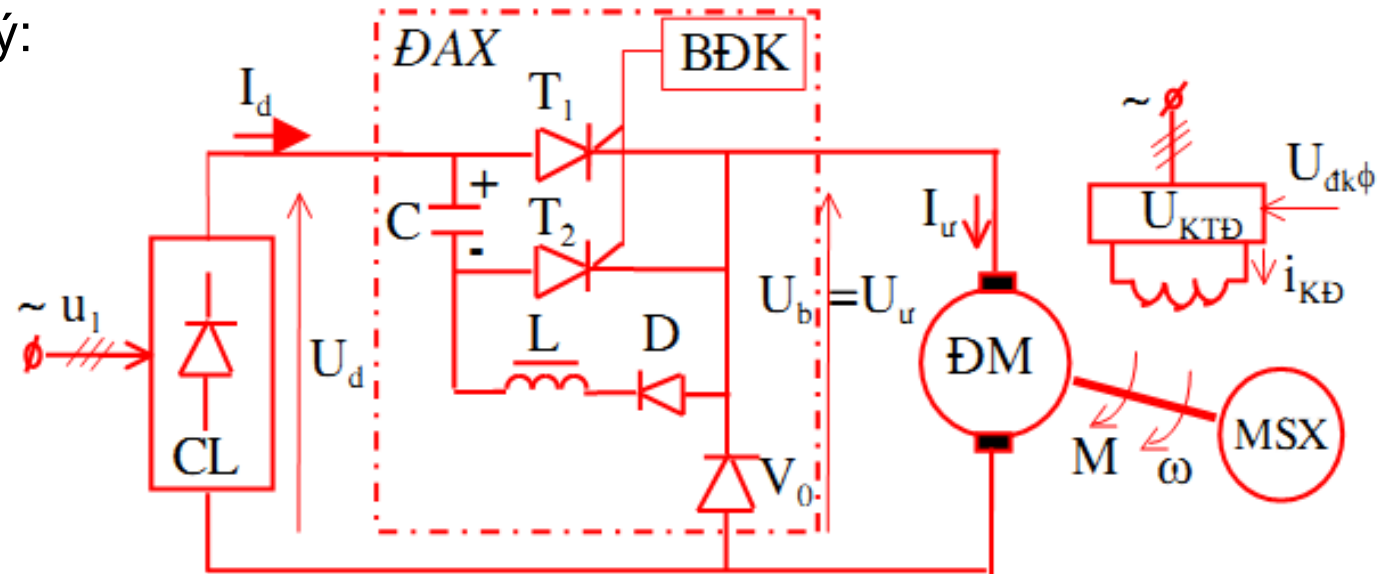 ý:
ĐAX
BĐK
I_d
T_1
~
U_đkϕ
+
C
T_2
-
I_ư
U_KTĐ
i_KĐ
~ u_1
U_d
L
D
U_b =U_ư
ĐM
CL
V_0
M
ω
MSX